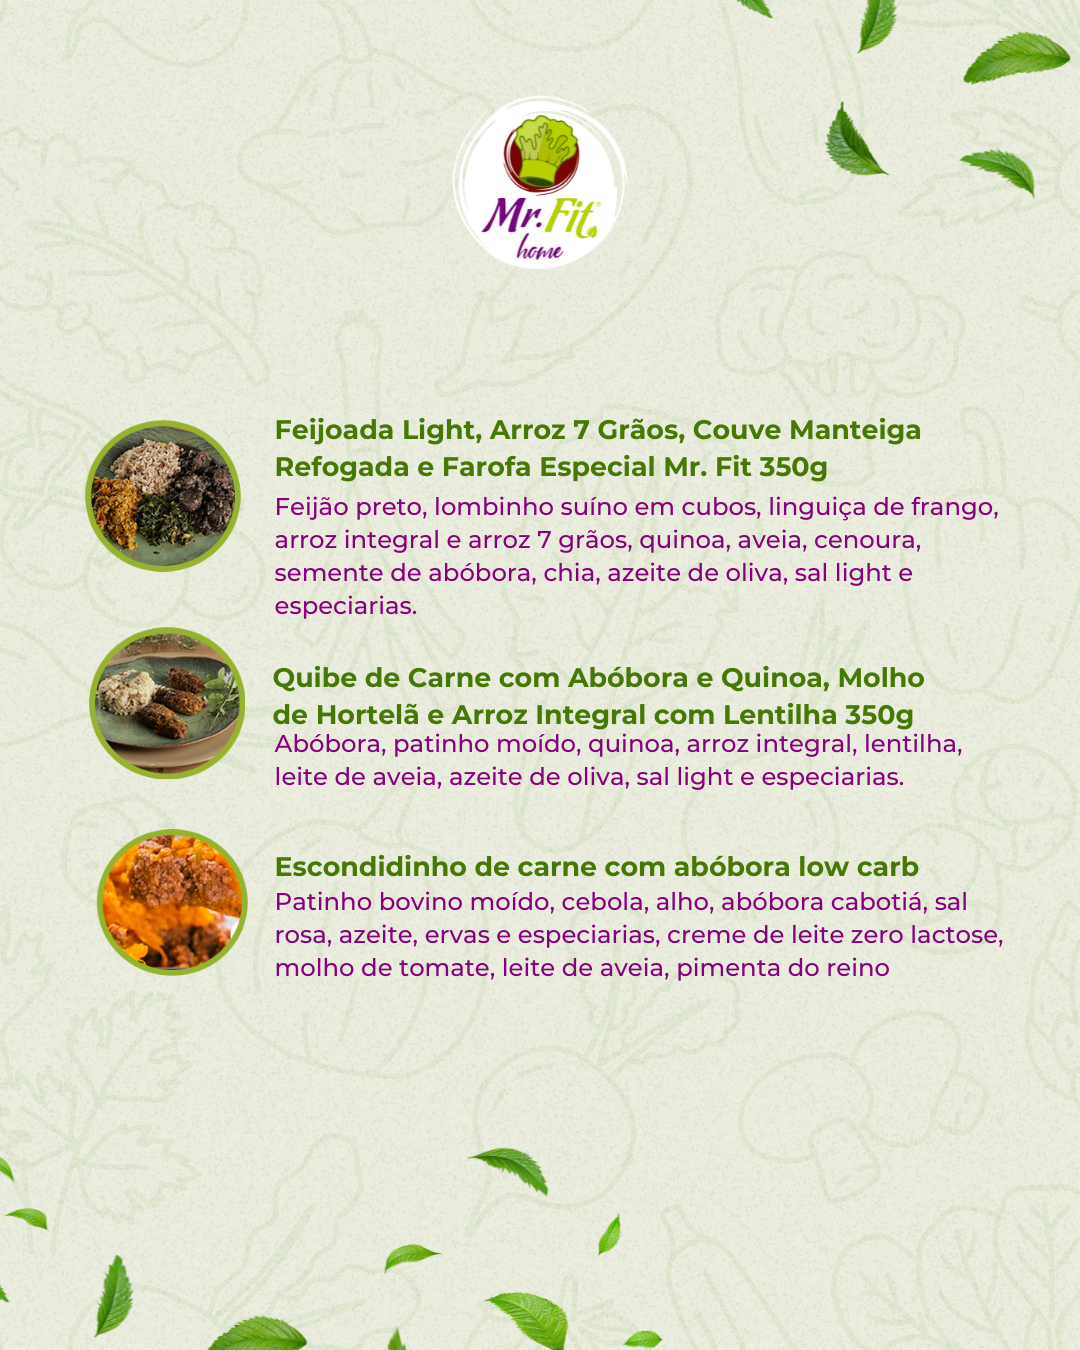 Mr. Fit
home
Feijoada Light, Arroz 7 Grãos, Couve Manteiga
Refogada e Farofa Especial Mr. Fit 350g
Feijão preto, lombinho suíno em cubos, linguiça de frango,
arroz integral e arroz 7 grãos, quinoa, aveia, cenoura,
semente de abóbora, chia, azeite de oliva, sal light e
especiarias.
Quibe de Carne com Abóbora e Quinoa, Molho
de Hortelã e Arroz Integral com Lentilha 350g
Abóbora, patinho moído, quinoa, arroz integral, lentilha,
leite de aveia, azeite de oliva, sal light e especiarias.
Escondidinho de carne com abóbora low carb
Patinho bovino moído, cebola, alho, abóbora cabotiá, sal
rosa, azeite, ervas e especiarias, creme de leite zero lactose,
molho de tomate, leite de aveia, pimenta do reino